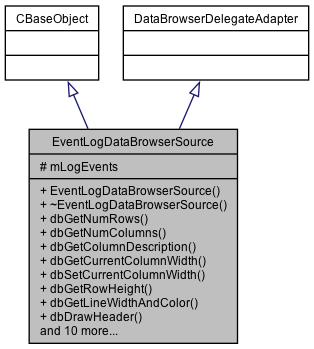 CBaseObject
DataBrowserDelegateAdapter
EventLogDataBrowserSource
# mLogEvents
+ EventLogDataBrowserSource()
+ ~EventLogDataBrowserSource()
+ dbGetNumRows()
+ dbGetNumColumns()
+ dbGetColumnDescription()
+ dbGetCurrentColumnWidth()
+ dbSetCurrentColumnWidth()
+ dbGetRowHeight()
+ dbGetLineWidthAndColor()
+ dbDrawHeader()
and 10 more...